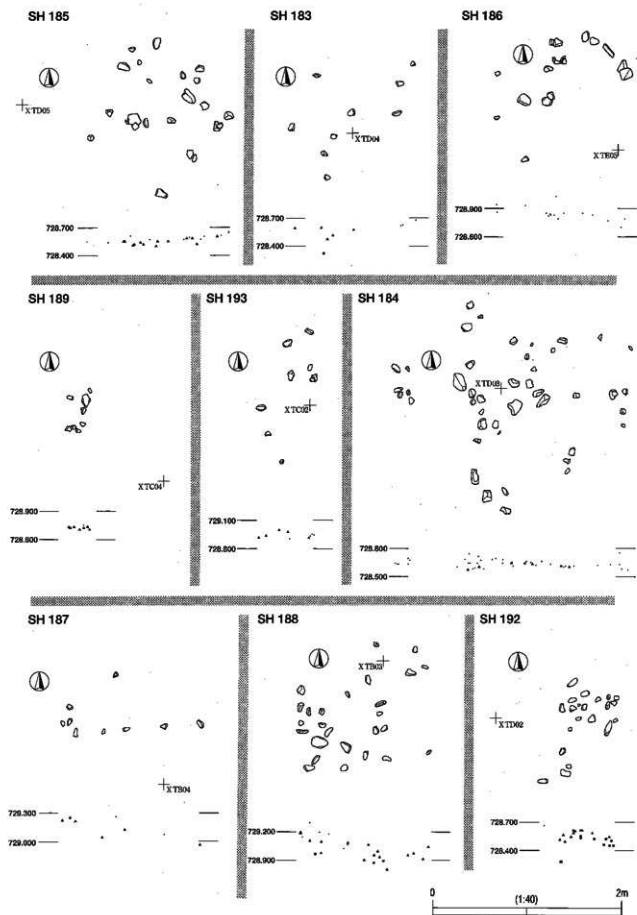 SH 185
XTD05
728.700
728.400
SH 183
XTD04
728.700
728.400
SH 186
XTE03
728.900
728.600
SH 189
XTC04
728.900
728.600
SH 193
XTC02
729.100
728.800
SH 184
XTD03
728.800
728.500
SH 187
XTB04
729.300
729.000
SH 188
XTB03
729.200
728.900
SH 192
XTD02
728.700
728.400
0
(1:40)
2m